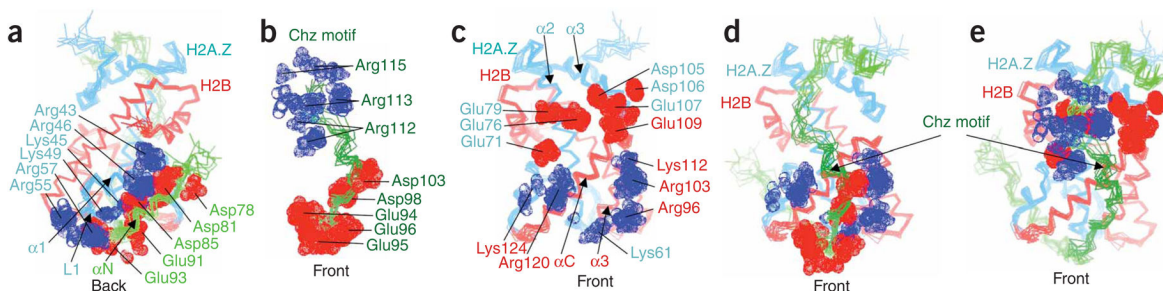 a
H2A.Z
H2B
Arg43
Arg46
Lys45
Lys49
Arg57
Arg55
Asp78
Asp81
Asp85
Glu91
Glu93
α1
L1
αN
Back
b
Chz motif
Arg115
Arg113
Arg112
Asp103
Asp98
Glu94
Glu96
Glu95
Front
c
α2
α3
H2A.Z
H2B
Asp105
Asp106
Glu79
Glu107
Glu76
Glu109
Glu71
Lys112
Arg103
Arg96
Lys124
Arg120
αC
α3
Lys61
Front
d
H2A.Z
H2B
Chz motif
Front
e
H2A.Z
H2B
Front